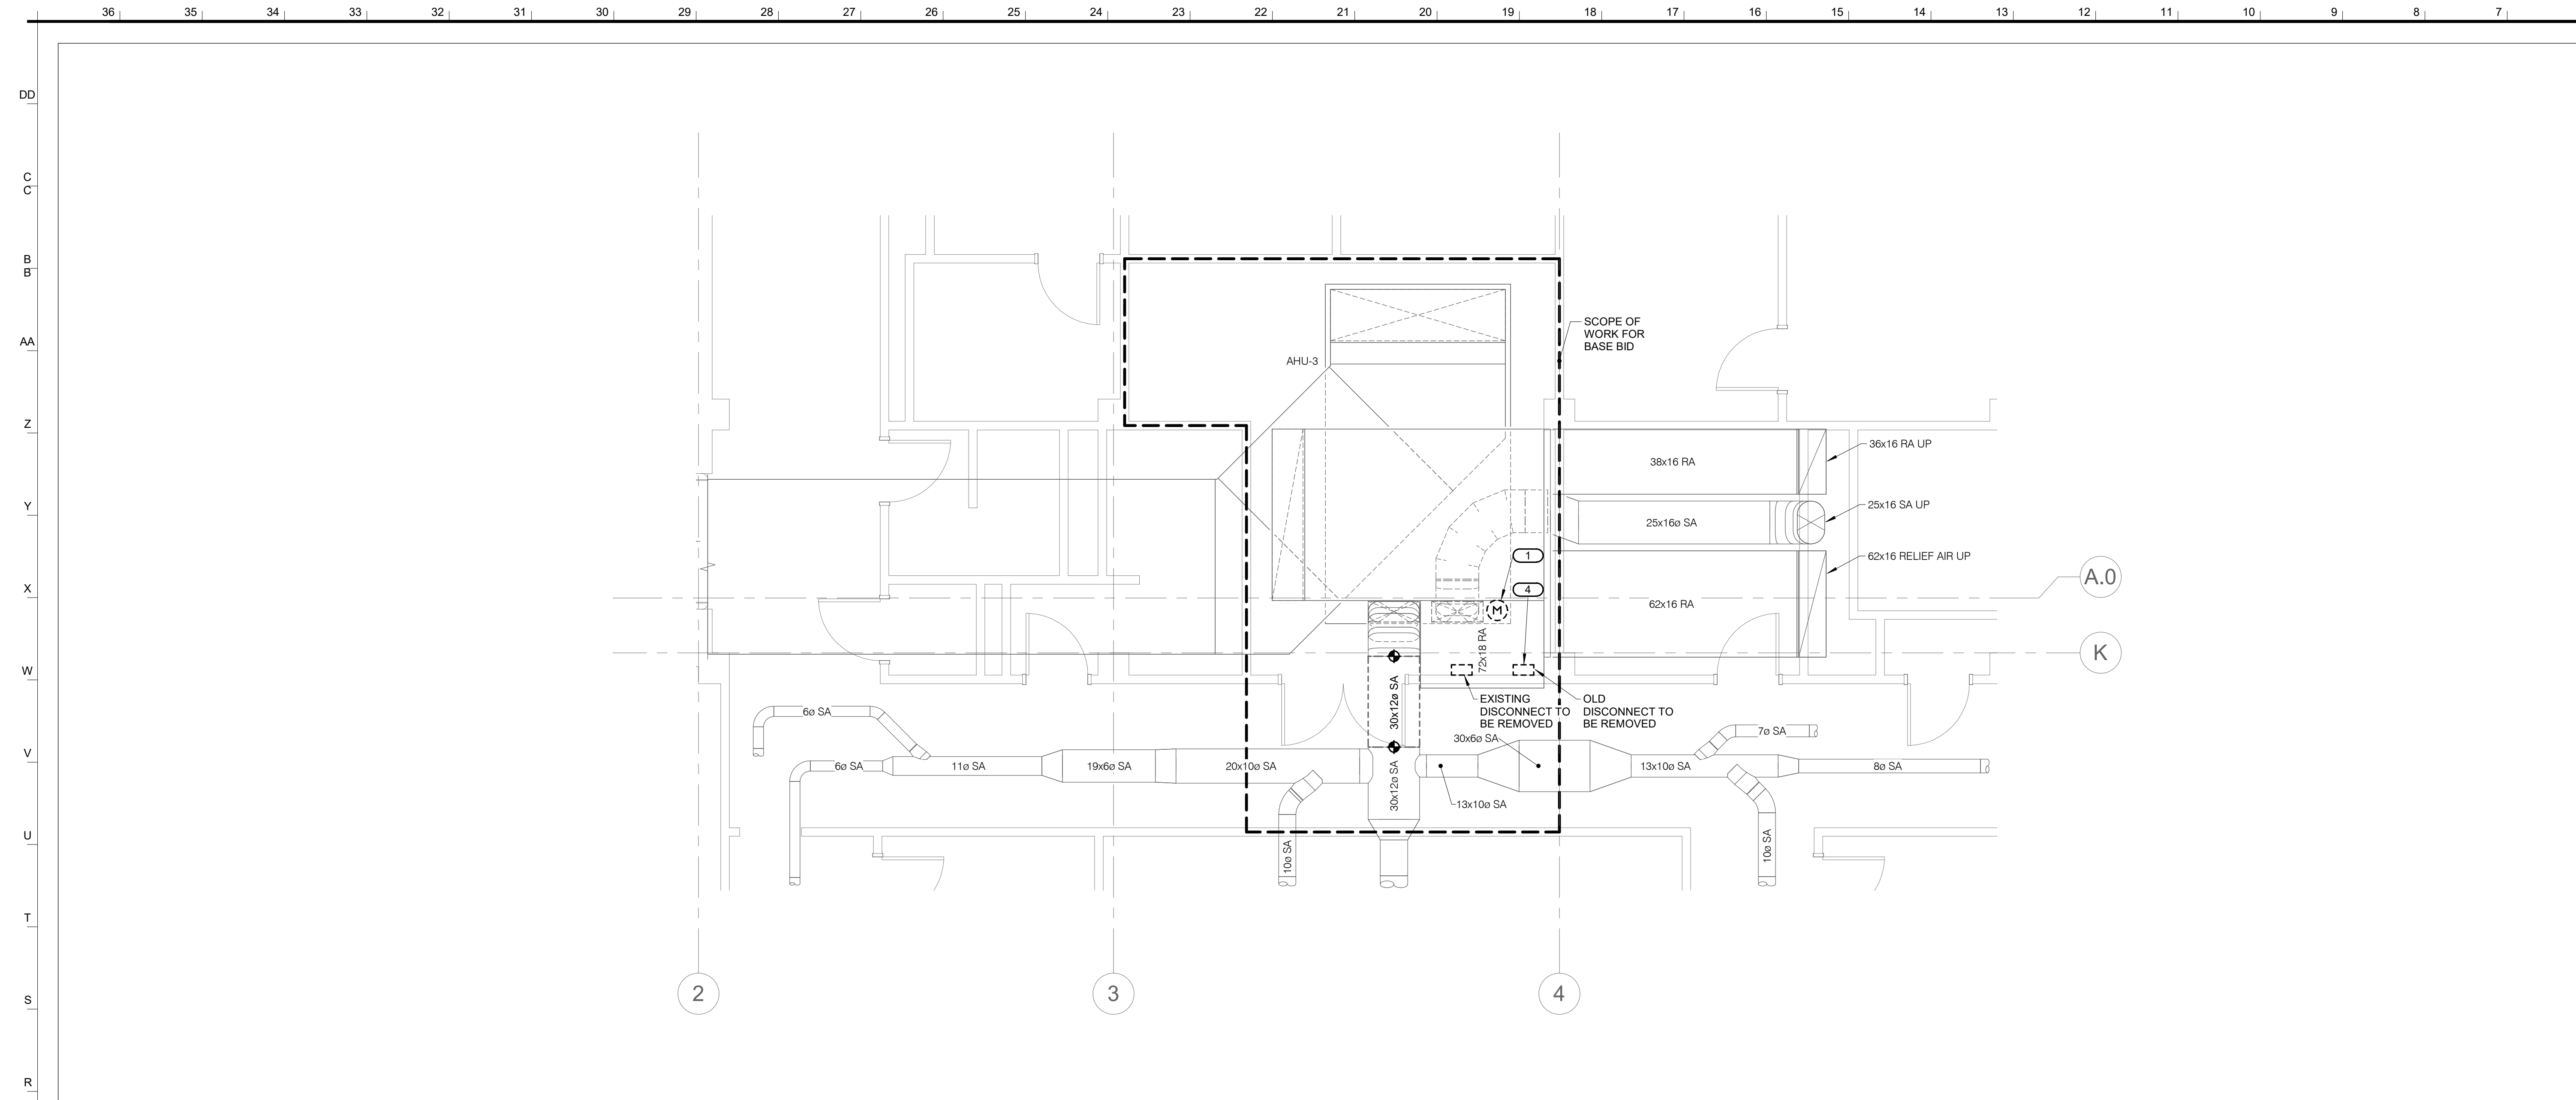 36 35 34 33 32 31 30 29 28 27 26 25 24 23 22 21 20 19 18 17 16 15 14 13 12 11 10 9 8 7
DD
C
C
B
B
AA
Z
Y
X
W
V
U
T
S
R
SCOPE OF
WORK FOR
BASE BID
AHU-3
36x16 RA UP
38x16 RA
25x16 SA UP
25x16ø SA
62x16 RELIEF AIR UP
1
4
A.0
62x16 RA
M
72x18 RA
K
30x12ø SA
EXISTING
DISCONNECT TO
BE REMOVED
OLD
DISCONNECT TO
BE REMOVED
6ø SA
30x6ø SA
7ø SA
6ø SA
11ø SA
19x6ø SA
20x10ø SA
30x12ø SA
13x10ø SA
8ø SA
13x10ø SA
10ø SA
10ø SA
2
3
4